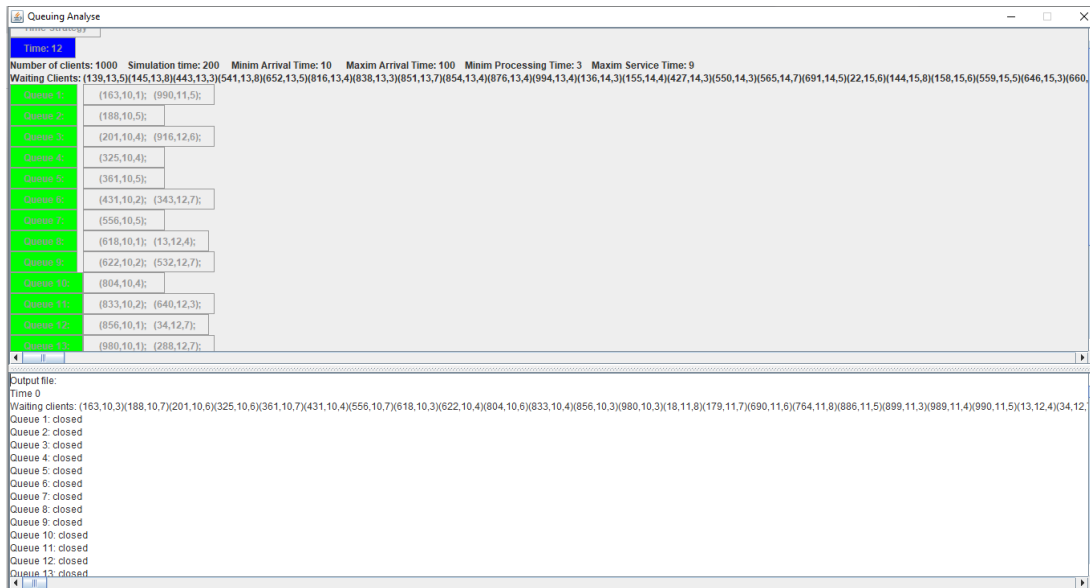 Queuing Analyse
Time Strategy
Time: 12
Number of clients: 1000 Simulation time: 200 Minim Arrival Time: 10 Maxim Arrival Time: 100 Minim Processing Time: 3 Maxim Service Time: 9
Waiting Clients: (139,13,5)(145,13,8)(443,13,3)(541,13,8)(652,13,5)(816,13,4)(838,13,3)(851,13,7)(854,13,4)(876,13,4)(994,13,4)(136,14,3)(155,14,4)(427,14,3)(550,14,3)(565,14,7)(691,14,5)(22,15,6)(144,15,8)(158,15,6)(559,15,5)(646,15,3)(660,
Queue 1: (163,10,1); (990,11,5);
Queue 2: (188,10,5);
Queue 3: (201,10,4); (916,12,6);
Queue 4: (325,10,4);
Queue 5: (361,10,5);
Queue 6: (431,10,2); (343,12,7);
Queue 7: (556,10,5);
Queue 8: (618,10,1); (13,12,4);
Queue 9: (622,10,2); (532,12,7);
Queue 10: (804,10,4);
Queue 11: (833,10,2); (640,12,3);
Queue 12: (856,10,1); (34,12,7);
Queue 13: (980,10,1); (288,12,7);
Output file:
Time 0
Waiting clients: (163,10,3)(188,10,7)(201,10,6)(325,10,6)(361,10,7)(431,10,4)(556,10,7)(618,10,3)(622,10,4)(804,10,6)(833,10,4)(856,10,3)(980,10,3)(18,11,8)(179,11,7)(690,11,6)(764,11,8)(886,11,5)(899,11,3)(989,11,4)(990,11,5)(13,12,4)(34,12,
Queue 1: closed
Queue 2: closed
Queue 3: closed
Queue 4: closed
Queue 5: closed
Queue 6: closed
Queue 7: closed
Queue 8: closed
Queue 9: closed
Queue 10: closed
Queue 11: closed
Queue 12: closed
Queue 13: closed